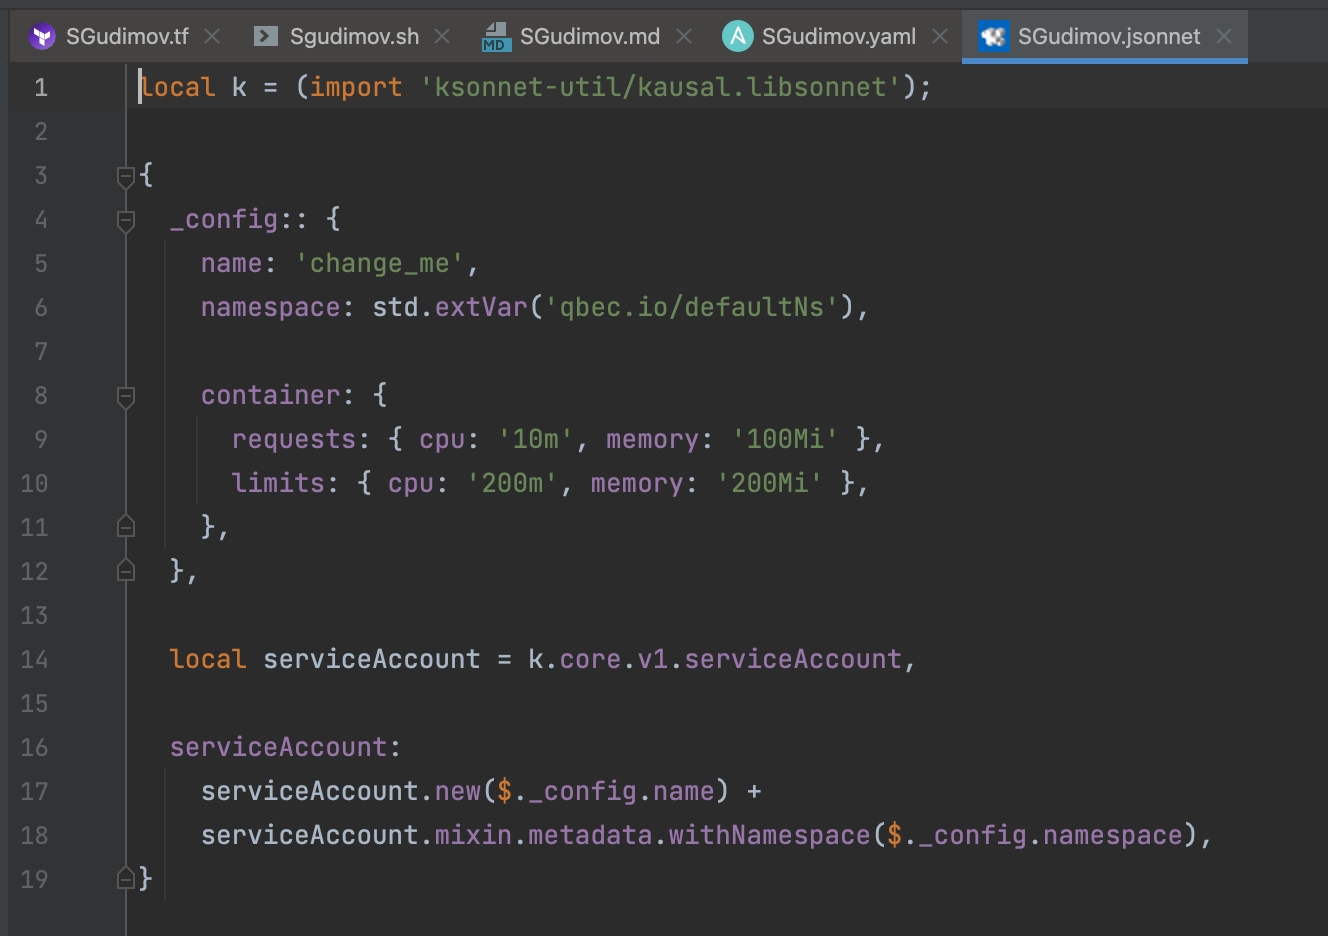 SGudimov.tf Sgudimov.sh MD SGudimov.md A SGudimov.yaml SGudimov.jsonnet
1 local k = (import 'ksonnet-util/kausal.libsonnet');
2
3 {
4   _config:: {
5     name: 'change_me',
6     namespace: std.extVar('qbec.io/defaultNs'),
7
8     container: {
9       requests: { cpu: '10m', memory: '100Mi' },
10       limits: { cpu: '200m', memory: '200Mi' },
11     },
12   },
13
14   local serviceAccount = k.core.v1.serviceAccount,
15
16   serviceAccount:
17     serviceAccount.new($._config.name) +
18     serviceAccount.mixin.metadata.withNamespace($._config.namespace),
19 }